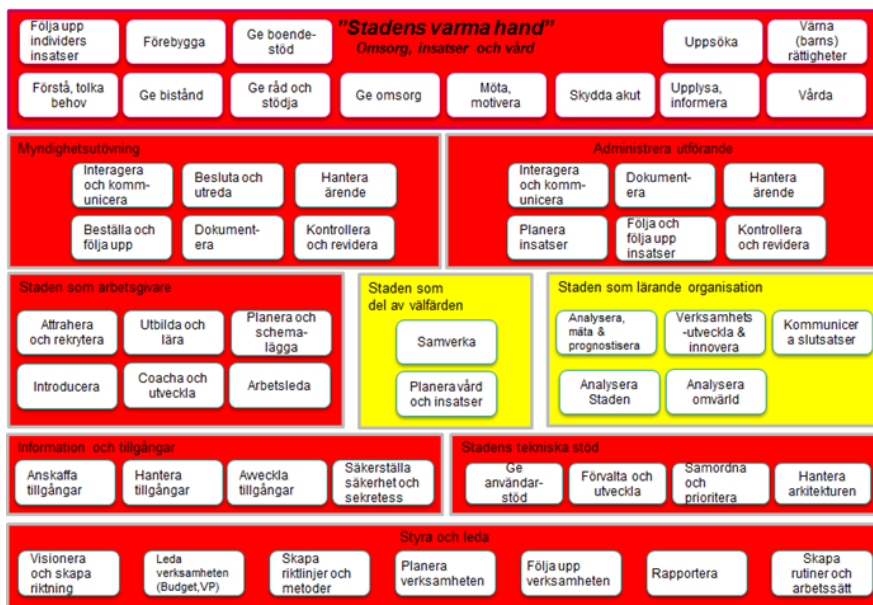 ”Stadens varma hand”
Omsorg, insatser och vård
Följa upp
individers
insatser
Förebygga
Ge boende-
stöd
Uppsöka
Värna
(barns)
rättigheter
Förstå, tolka
behov
Ge bistånd
Ge råd och
stödja
Ge omsorg
Möta,
motivera
Skydda akut
Upplysa,
informera
Vårda
Myndighetsutövning
Interagera
och komm-
unicera
Besluta och
utreda
Hantera
ärende
Beställa och
följa upp
Dokument-
era
Kontrollera
och revidera
Administrera utförande
Interagera
och komm-
unicera
Dokument-
era
Hantera
ärende
Planera
insatser
Följa och
följa upp
insatser
Kontrollera
och revidera
Staden som arbetsgivare
Attrahera
och rekrytera
Utbilda och
lära
Planera och
schema-
lägga
Introducera
Coacha och
utveckla
Arbetsleda
Staden som
del av välfärden
Samverka
Planera vård
och insatser
Staden som lärande organisation
Analysera,
mäta &
prognostisera
Verksamhets
-utveckla &
innovera
Kommunicer
a slutsatser
Analysera
Staden
Analysera
omvärld
Information och tillgångar
Anskaffa
tillgångar
Hantera
tillgångar
Avveckla
tillgångar
Säkerställa
säkerhet och
sekretess
Stadens tekniska stöd
Ge
användar-
stöd
Förvalta och
utveckla
Samordna
och
prioritera
Hantera
arkitekturen
Styra och leda
Visionera
och skapa
riktning
Leda
verksamheten
(Budget,VP)
Skapa
riktlinjer och
metoder
Planera
verksamheten
Följa upp
verksamheten
Rapportera
Skapa
rutiner och
arbetssätt